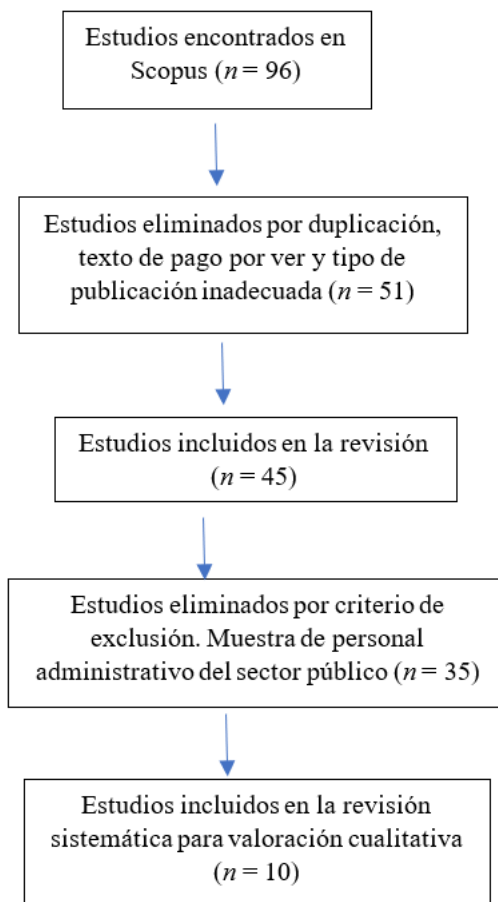 Estudios encontrados en
Scopus (n = 96)
Estudios eliminados por duplicación,
texto de pago por ver y tipo de
publicación inadecuada (n = 51)
Estudios incluidos en la revisión
(n = 45)
Estudios eliminados por criterio de
exclusión. Muestra de personal
administrativo del sector público (n = 35)
Estudios incluidos en la revisión
sistemática para valoración cualitativa
(n = 10)